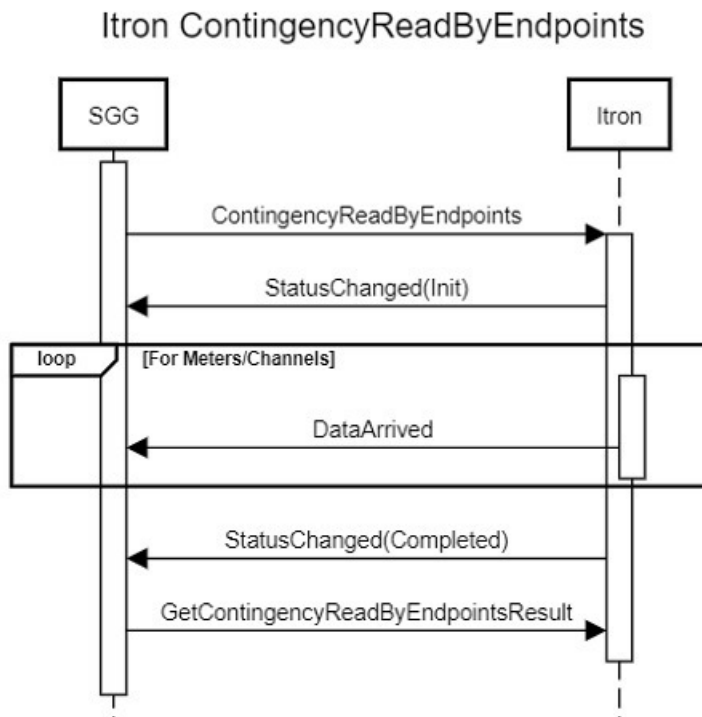 Itron ContingencyReadByEndpoints
SGG
Itron
ContingencyReadByEndpoints
StatusChanged(Init)
loop [For Meters/Channels]
DataArrived
StatusChanged(Completed)
GetContingencyReadByEndpointsResult